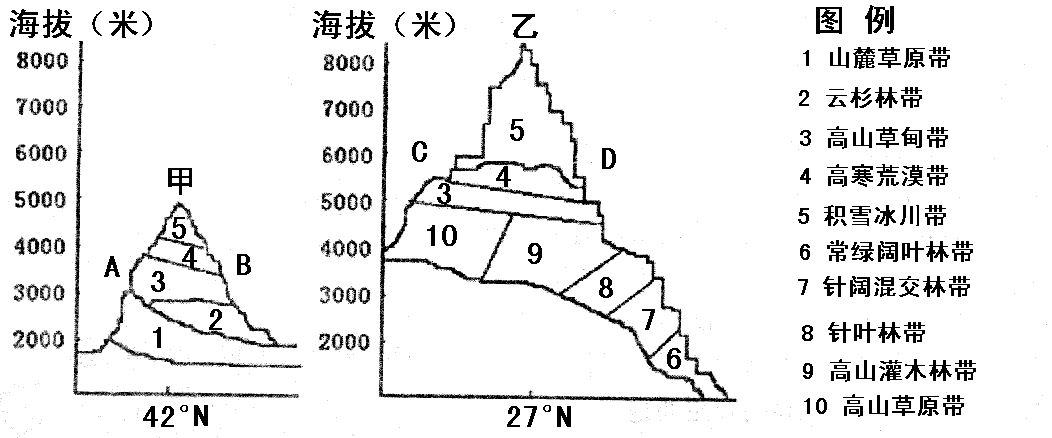 海拔（米）
8000
7000
6000
5000
4000
3000
2000
甲
5
4
3
2
1
A
B
42°N
海拔（米）
8000
7000
6000
5000
4000
3000
2000
乙
C
D
5
4
3
10
9
8
7
6
27°N
图 例
1 山麓草原带
2 云杉林带
3 高山草甸带
4 高寒荒漠带
5 积雪冰川带
6 常绿阔叶林带
7 针阔混交林带
8 针叶林带
9 高山灌木林带
10 高山草原带